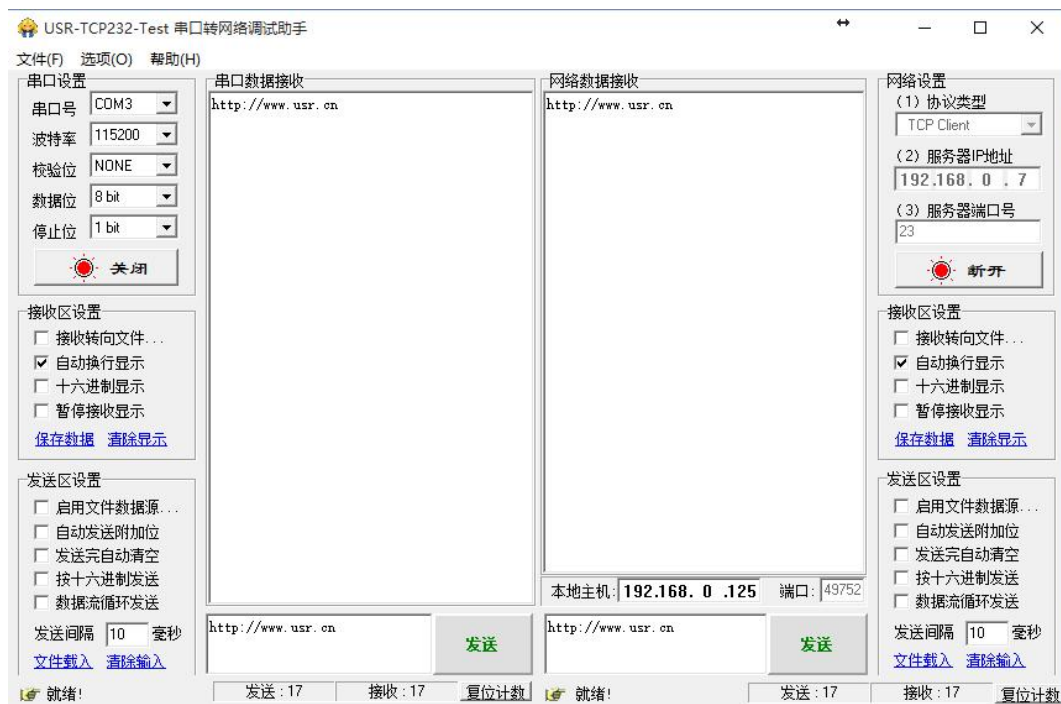 USR-TCP232-Test 串口转网络调试助手
文件(F) 选项(O) 帮助(H)
串口设置
串口号 COM3
波特率 115200
校验位 NONE
数据位 8 bit
停止位 1 bit
关闭
接收区设置
接收转向文件...
自动换行显示
十六进制显示
暂停接收显示
保存数据 清除显示
发送区设置
启用文件数据源...
自动发送附加位
发送完自动清空
按十六进制发送
数据流循环发送
发送间隔 10 毫秒
文件载入 清除输入
就绪!
串口数据接收
http://www.usr.cn
http://www.usr.cn
发送
发送:17 接收:17 复位计数
网络数据接收
http://www.usr.cn
本地主机: 192.168. 0 .125 端口: 49752
http://www.usr.cn
发送
就绪!
发送:17 接收:17 复位计数
网络设置
(1) 协议类型
TCP Client
(2) 服务器IP地址
192.168. 0 . 7
(3) 服务器端口号
23
断开
接收区设置
接收转向文件...
自动换行显示
十六进制显示
暂停接收显示
保存数据 清除显示
发送区设置
启用文件数据源...
自动发送附加位
发送完自动清空
按十六进制发送
数据流循环发送
发送间隔 10 毫秒
文件载入 清除输入